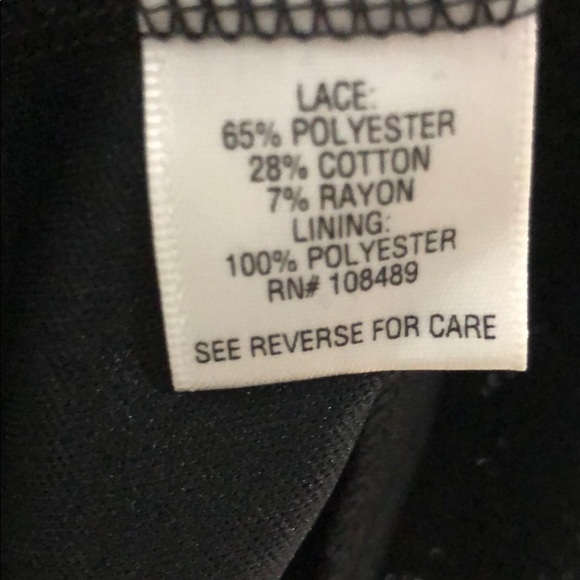 LACE:
65% POLYESTER
28% COTTON
7% RAYON
LINING:
100% POLYESTER
RN# 108489
SEE REVERSE FOR CARE